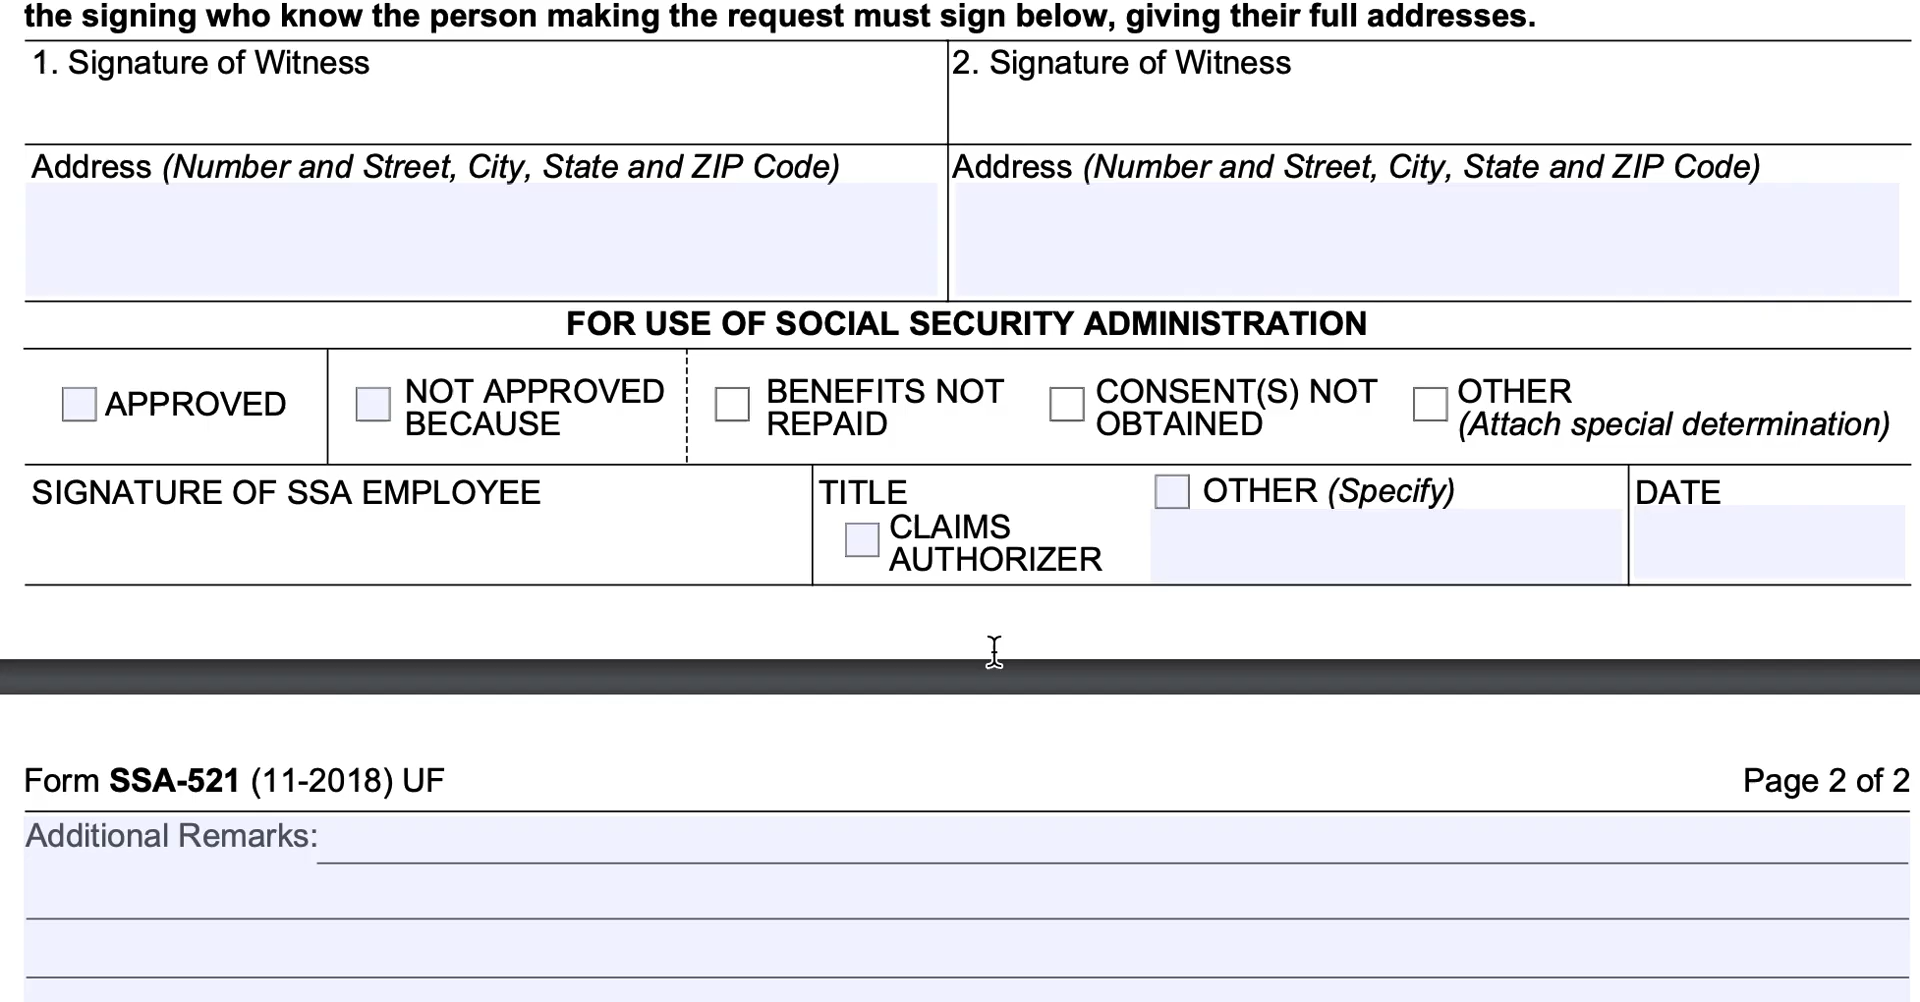 the signing who know the person making the request must sign below, giving their full addresses.
1. Signature of Witness
2. Signature of Witness
Address (Number and Street, City, State and ZIP Code)
Address (Number and Street, City, State and ZIP Code)
FOR USE OF SOCIAL SECURITY ADMINISTRATION
APPROVED
NOT APPROVED
BECAUSE
BENEFITS NOT
REPAID
CONSENT(S) NOT
OBTAINED
OTHER
(Attach special determination)
SIGNATURE OF SSA EMPLOYEE
TITLE
CLAIMS
AUTHORIZER
OTHER (Specify)
DATE
Form SSA-521 (11-2018) UF
Page 2 of 2
Additional Remarks: